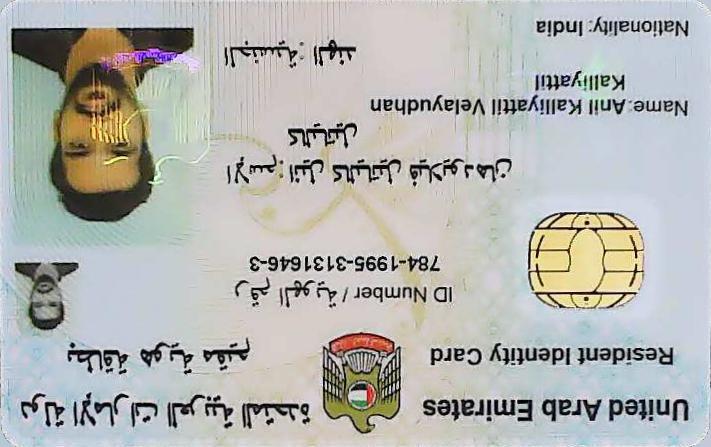 United Arab Emirates
دولة الإمارات العربية المتحدة
Resident Identity Card
بطاقة هوية مقيم
ID Number / رقم الهوية
784-1995-3131646-3
الإسم: انيل كالياتيل فيلايودهان
كالياتيل
Name: Anil Kalliyattil Velayudhan
Kalliyattil
الجنسية: الهند
Nationality: India